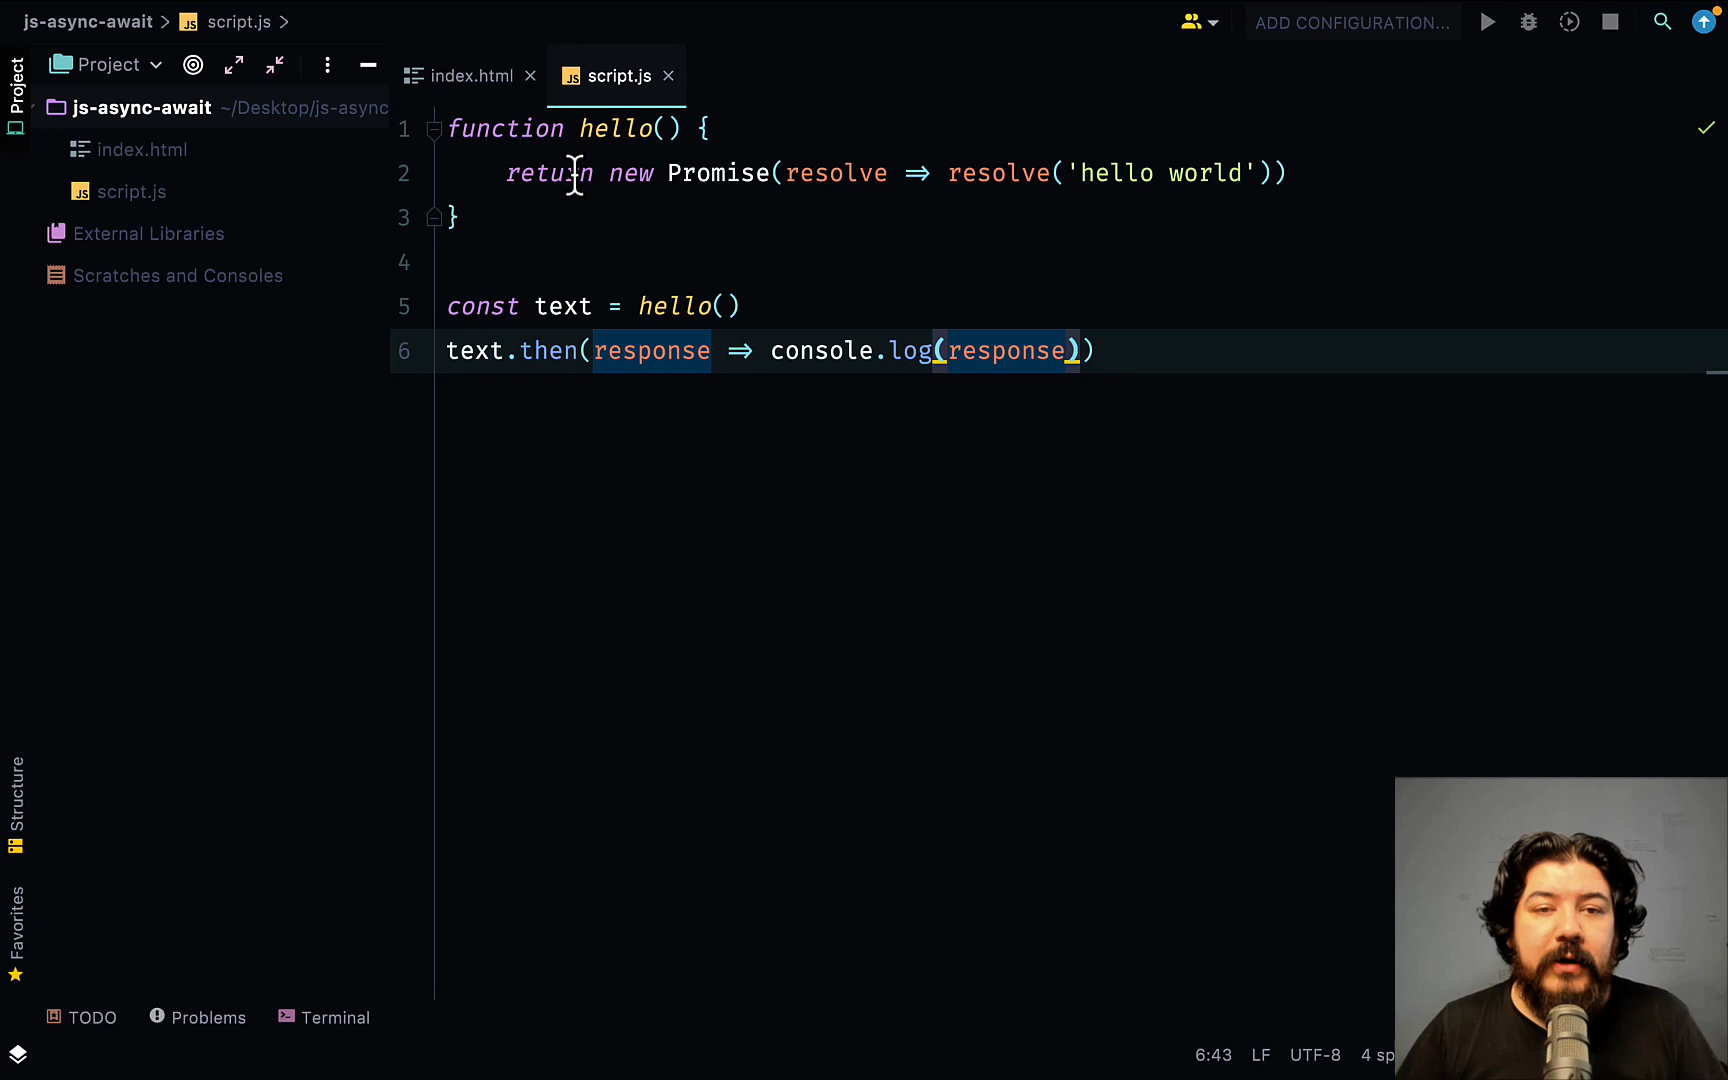 js-async-await > JS script.js >
ADD CONFIGURATION...
Project
Project
index.html
JS script.js
js-async-await ~/Desktop/js-async
index.html
JS script.js
External Libraries
Scratches and Consoles
1 function hello() {
2 return new Promise(resolve => resolve('hello world'))
3 }
4
5 const text = hello()
6 text.then(response => console.log(response))
Structure
Favorites
TODO
Problems
Terminal
6:43 LF UTF-8 4 sp